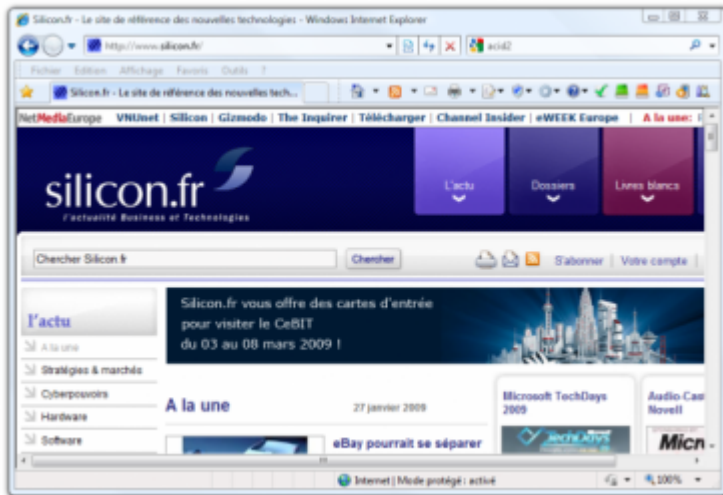 Silicon.fr - Le site de référence des nouvelles technologies - Windows Internet Explorer
http://www.silicon.fr/ acid2
Fichier Edition Affichage Favoris Outils ?
Silicon.fr - Le site de référence des nouvelles tech...
NetMediaEurope VNUnet | Silicon | Gizmodo | The Inquirer | Télécharger | Channel Insider | eWEEK Europe | A la une:
silicon.fr
l'actualité Business et Technologies
L'actu Dossiers Livres blancs
Chercher Silicon.fr Chercher S'abonner | Votre compte |
Silicon.fr vous offre des cartes d'entrée
pour visiter le CeBIT
du 03 au 08 mars 2009 !
l'actu
A la une
Stratégies & marchés
Cyberpouvoirs
Hardware
Software
A la une 27 janvier 2009
eBay pourrait se séparer
Microsoft TechDays
2009
TechDays
Audio-Cas
Novell
Micr
Internet | Mode protégé : activé 100%